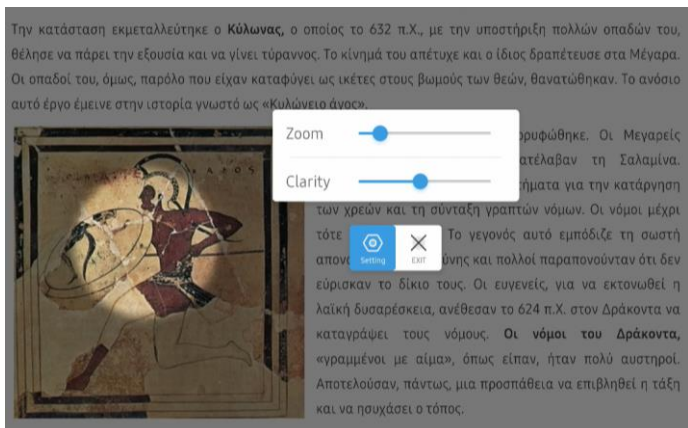 Την κατάσταση εκμεταλλεύτηκε ο Κύλωνας, ο οποίος το 632 π.Χ., με την υποστήριξη πολλών οπαδών του,
θέλησε να πάρει την εξουσία και να γίνει τύραννος. Το κίνημά του απέτυχε και ο ίδιος δραπέτευσε στα Μέγαρα.
Οι οπαδοί του, όμως, παρόλο που είχαν καταφύγει ως ικέτες στους βωμούς των θεών, θανατώθηκαν. Το ανόσιο
αυτό έργο έμεινε στην ιστορία γνωστό ως «Κυλώνειο άγος».
Zoom
Οι Μεγαρείς
τη Σαλαμίνα.
Clarity
για την κατάργηση
των χρεών και τη σύνταξη γραπτών νόμων. Οι νόμοι μέχρι
τότε
Το γεγονός αυτό εμπόδιζε τη σωστή
Setting
EXIT
και πολλοί παραπονούνταν ότι δεν
εύρισκαν το δίκιο τους. Οι ευγενείς, για να εκτονωθεί η
λαϊκή δυσαρέσκεια, ανέθεσαν το 624 π.Χ. στον Δράκοντα να
καταγράψει τους νόμους. Οι νόμοι του Δράκοντα,
«γραμμένοι με αίμα», όπως είπαν, ήταν πολύ αυστηροί.
Αποτελούσαν, πάντως, μια προσπάθεια να επιβληθεί η τάξη
και να ησυχάσει ο τόπος.